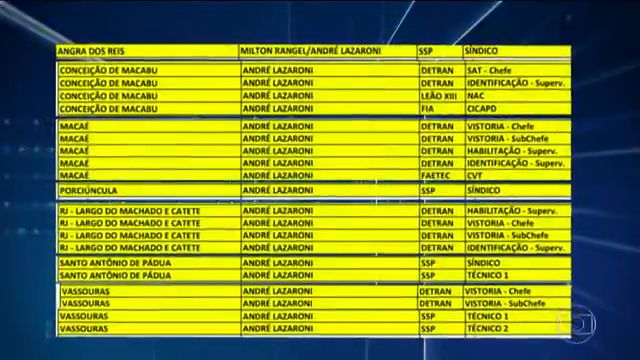 ANGRA DOS REIS MILTON RANGEL/ANDRÉ LAZARONI SSP SÍNDICO
CONCEIÇÃO DE MACABU ANDRÉ LAZARONI DETRAN SAT - Chefe
CONCEIÇÃO DE MACABU ANDRÉ LAZARONI DETRAN IDENTIFICAÇÃO - Superv.
CONCEIÇÃO DE MACABU ANDRÉ LAZARONI LEÃO XIII NAC
CONCEIÇÃO DE MACABU ANDRÉ LAZARONI FIA CICAPD
MACAÉ ANDRÉ LAZARONI DETRAN VISTORIA - Chefe
MACAÉ ANDRÉ LAZARONI DETRAN VISTORIA - SubChefe
MACAÉ ANDRÉ LAZARONI DETRAN HABILITAÇÃO - Superv.
MACAÉ ANDRÉ LAZARONI DETRAN IDENTIFICAÇÃO - Superv.
MACAÉ ANDRÉ LAZARONI FAETEC CVT
PORCIÚNCULA ANDRÉ LAZARONI SSP SÍNDICO
RJ - LARGO DO MACHADO E CATETE ANDRÉ LAZARONI DETRAN HABILITAÇÃO - Superv.
RJ - LARGO DO MACHADO E CATETE ANDRÉ LAZARONI DETRAN VISTORIA - Chefe
RJ - LARGO DO MACHADO E CATETE ANDRÉ LAZARONI DETRAN VISTORIA - SubChefe
RJ - LARGO DO MACHADO E CATETE ANDRÉ LAZARONI DETRAN IDENTIFICAÇÃO - Superv.
SANTO ANTÔNIO DE PÁDUA ANDRÉ LAZARONI SSP SÍNDICO
SANTO ANTÔNIO DE PÁDUA ANDRÉ LAZARONI SSP TÉCNICO 1
VASSOURAS ANDRÉ LAZARONI DETRAN VISTORIA - Chefe
VASSOURAS ANDRÉ LAZARONI DETRAN VISTORIA - SubChefe
VASSOURAS ANDRÉ LAZARONI SSP TÉCNICO 1
VASSOURAS ANDRÉ LAZARONI SSP TÉCNICO 2